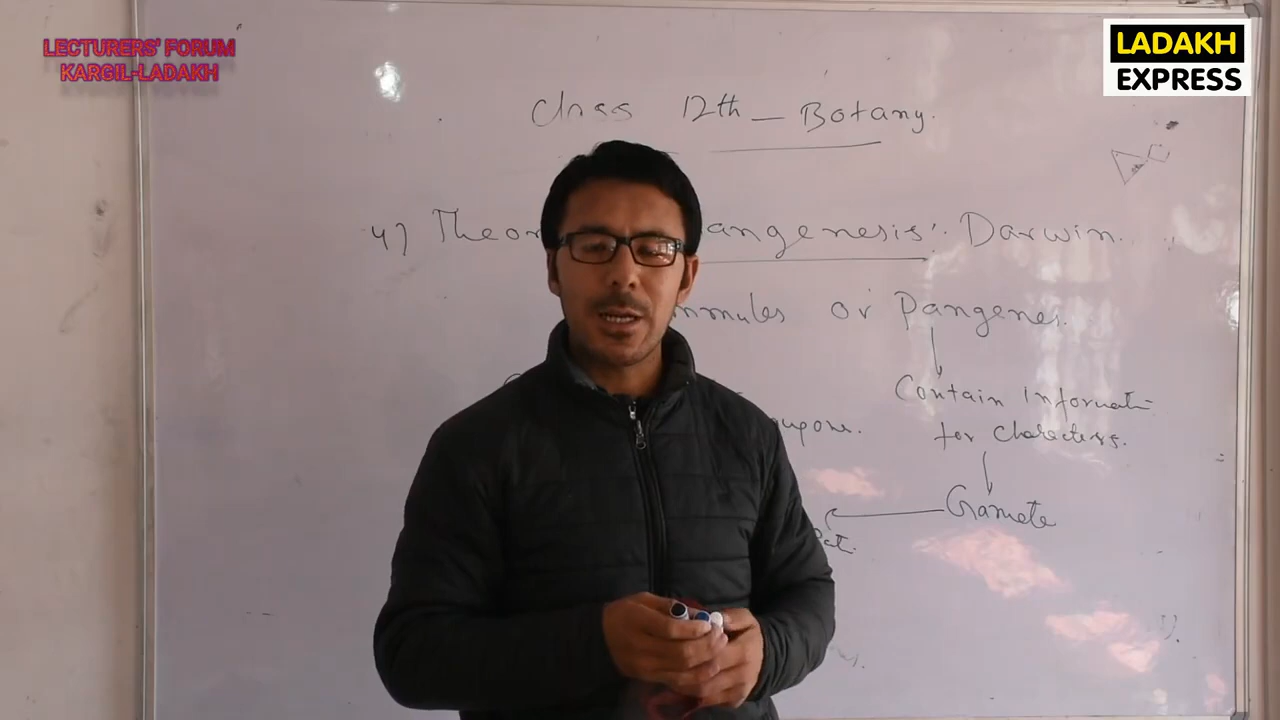 LECTURERS' FORUM
KARGIL-LADAKH
LADAKH
EXPRESS
Class 12th - Botany.
4) Theor angenesis: Darwin.
mmules or Pangenes.
Contain Informati
for Characters.
Gamete